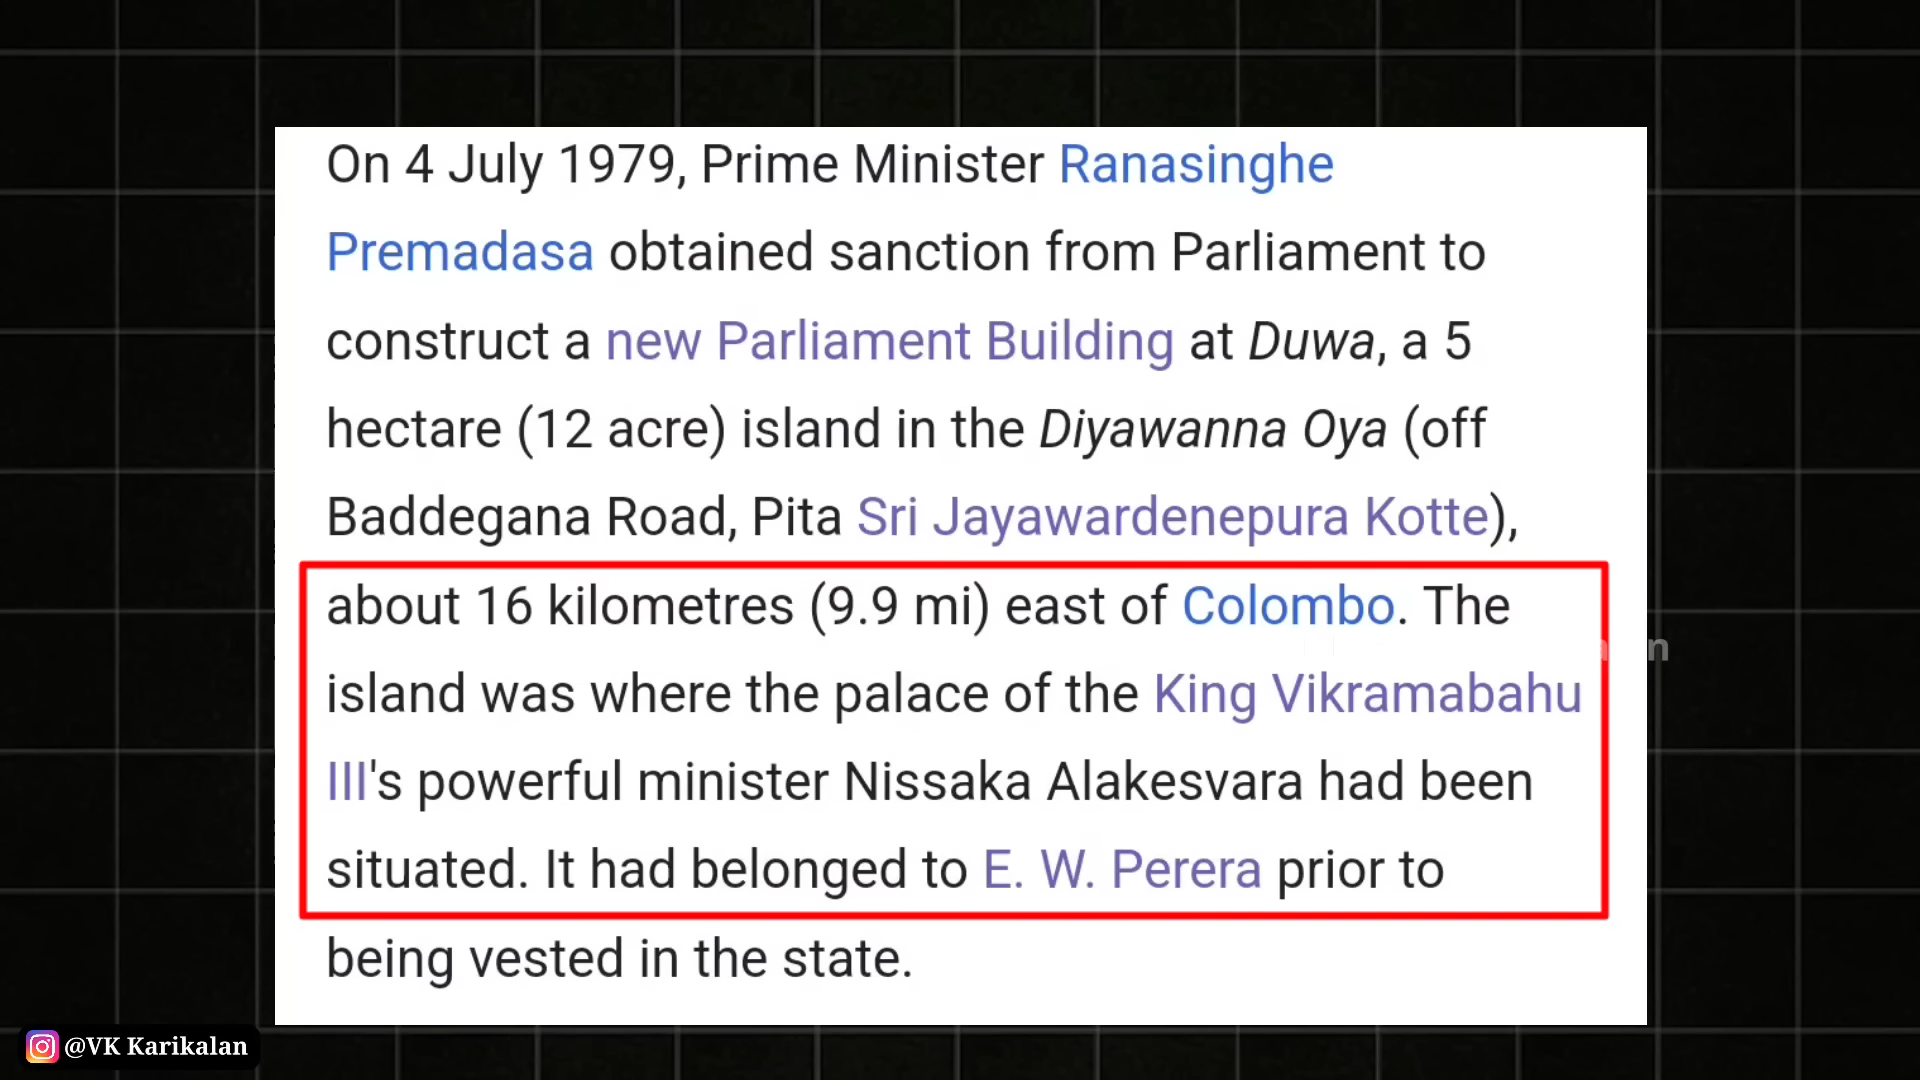 On 4 July 1979, Prime Minister Ranasinghe
Premadasa obtained sanction from Parliament to
construct a new Parliament Building at Duwa, a 5
hectare (12 acre) island in the Diyawanna Oya (off
Baddegana Road, Pita Sri Jayawardenepura Kotte),
about 16 kilometres (9.9 mi) east of Colombo. The
island was where the palace of the King Vikramabahu
III's powerful minister Nissaka Alakesvara had been
situated. It had belonged to E. W. Perera prior to
being vested in the state.
@VK Karikalan